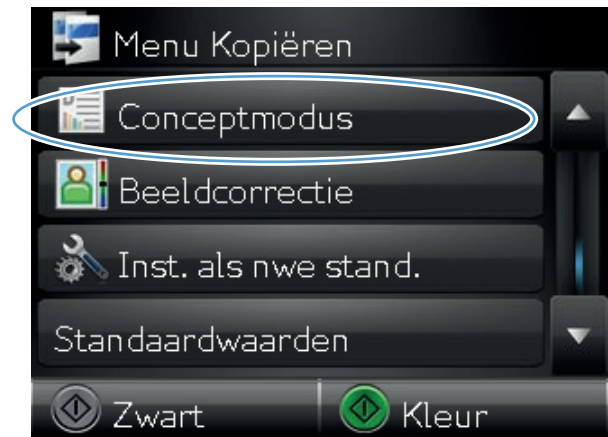 Menu Kopiëren
Conceptmodus
Beeldcorrectie
Inst. als nwe stand.
Standaardwaarden
Zwart Kleur